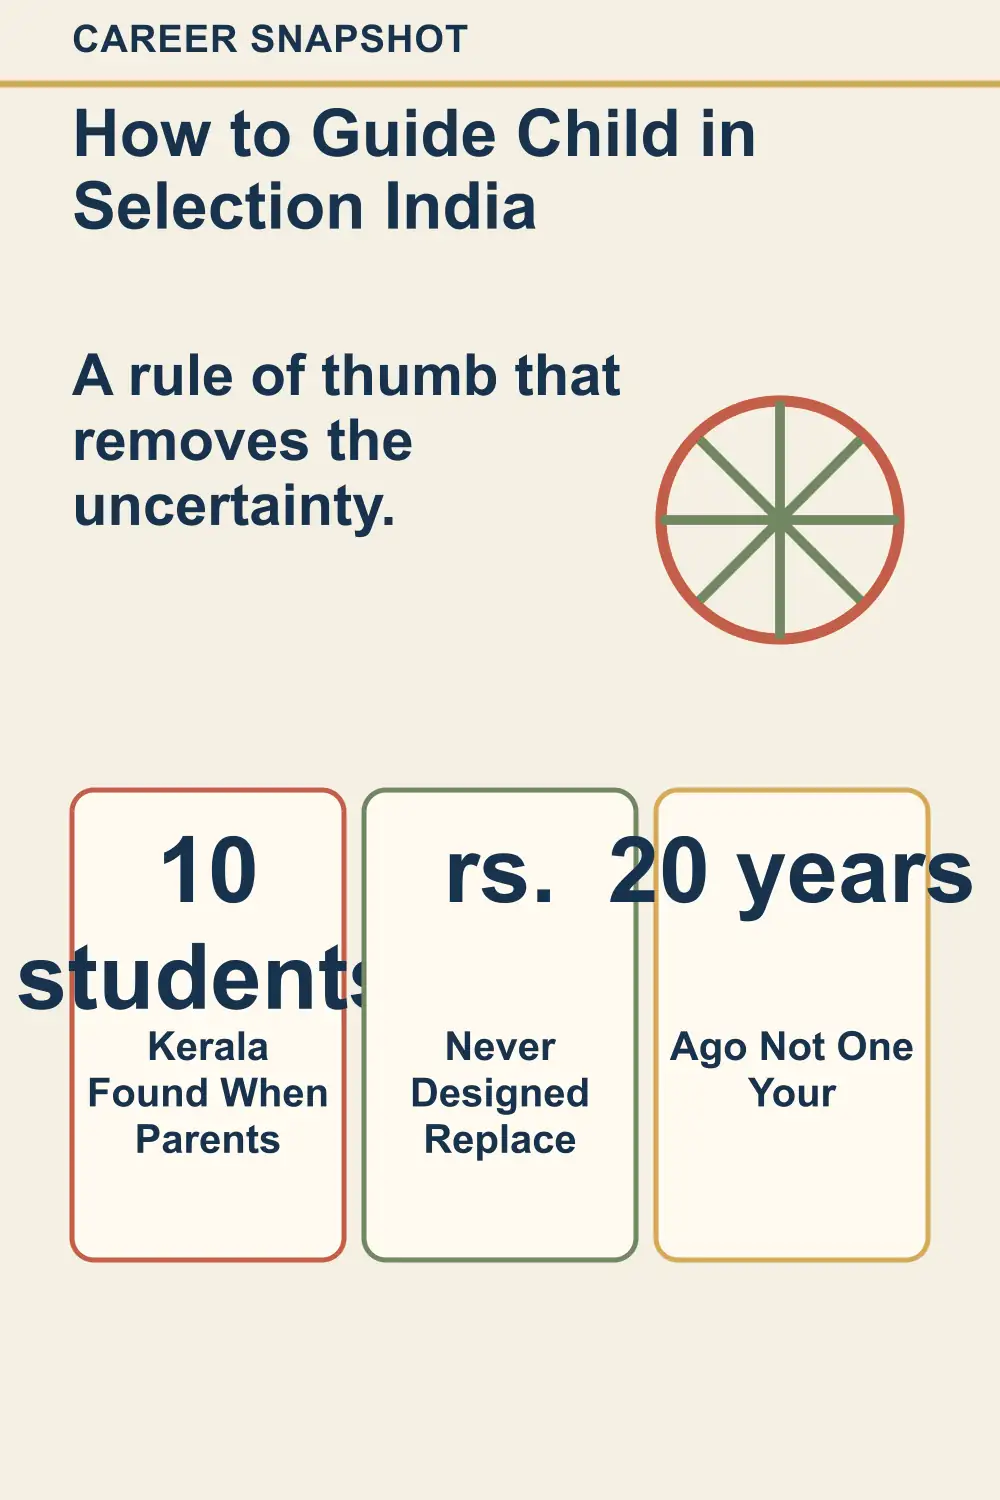 CAREER SNAPSHOT
How to Guide Child in
Selection India
A rule of thumb that
removes the
uncertainty.
10
students
Kerala
Found When
Parents
rs.
Never
Designed
Replace
20 years
Ago Not One
Your